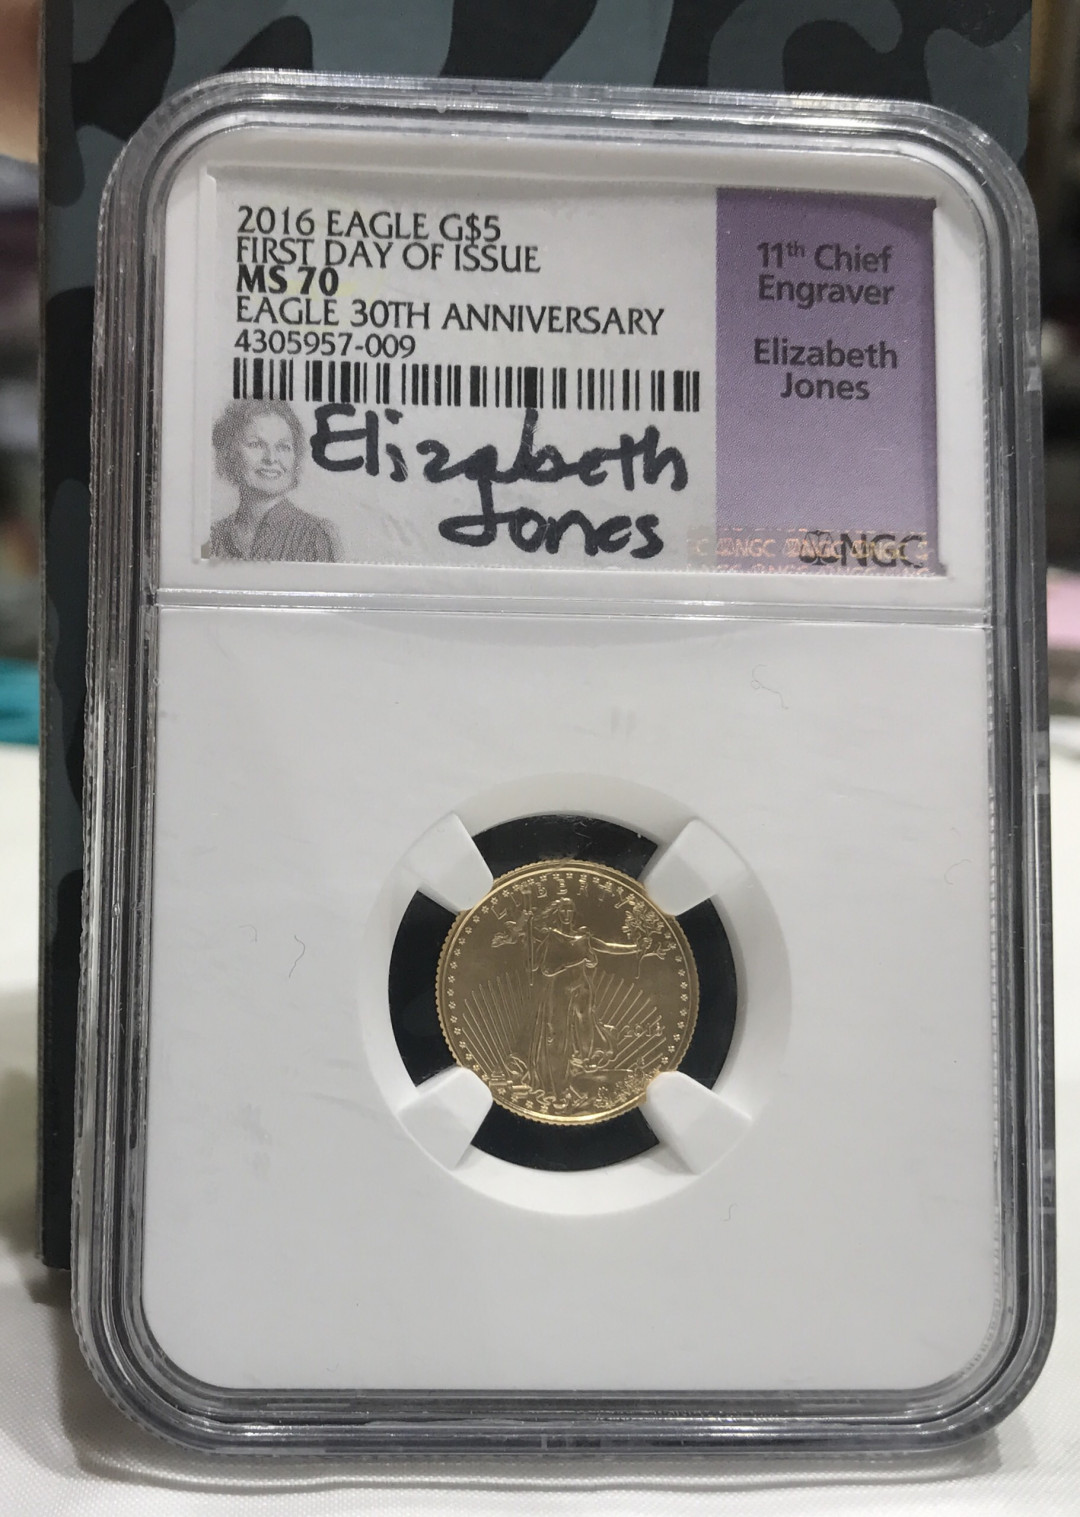 2016 EAGLE G$5
FIRST DAY OF ISSUE
MS 70
EAGLE 30TH ANNIVERSARY
4305957-009
Elizabeth
Jones
11th Chief
Engraver
Elizabeth
Jones
NGC
LIBERTY
2016